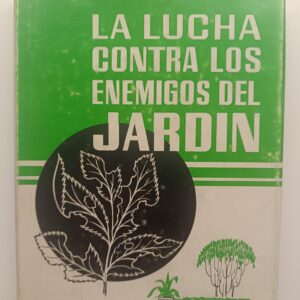 LA LUCHA
CONTRA LOS
ENEMIGOS DEL
JARDIN